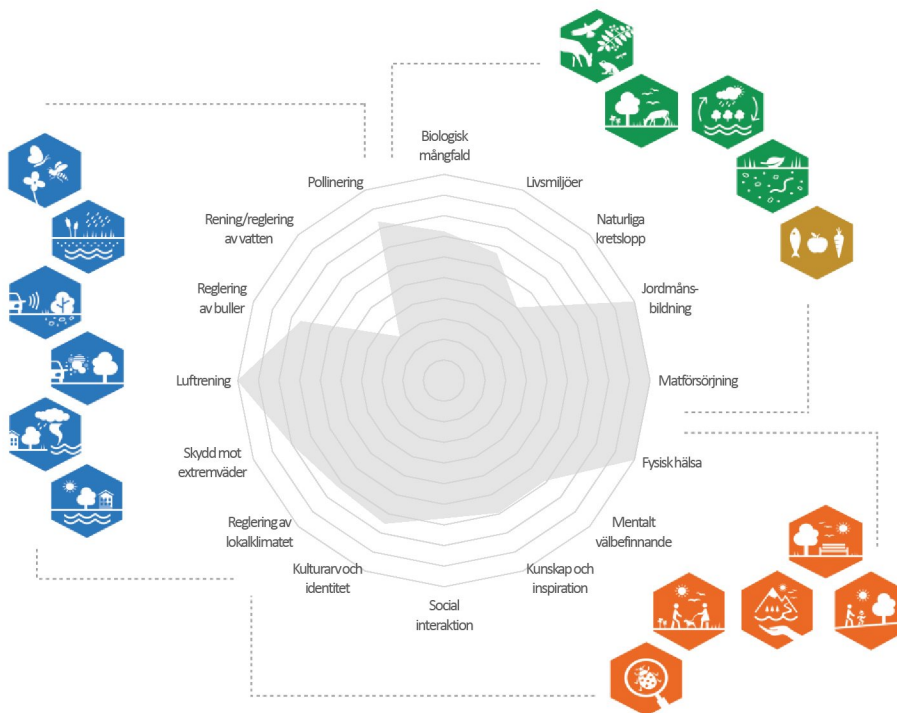 Biologisk
mångfald
Livsmiljöer
Naturliga
kretslopp
Jordmåns-
bildning
Matförsörjning
Fysisk hälsa
Mentalt
välbefinnande
Kunskap och
inspiration
Social
interaktion
Kulturarv och
identitet
Reglering av
lokalklimatet
Skydd mot
extremväder
Luftrening
Reglering
av buller
Rening/reglering
av vatten
Pollinering